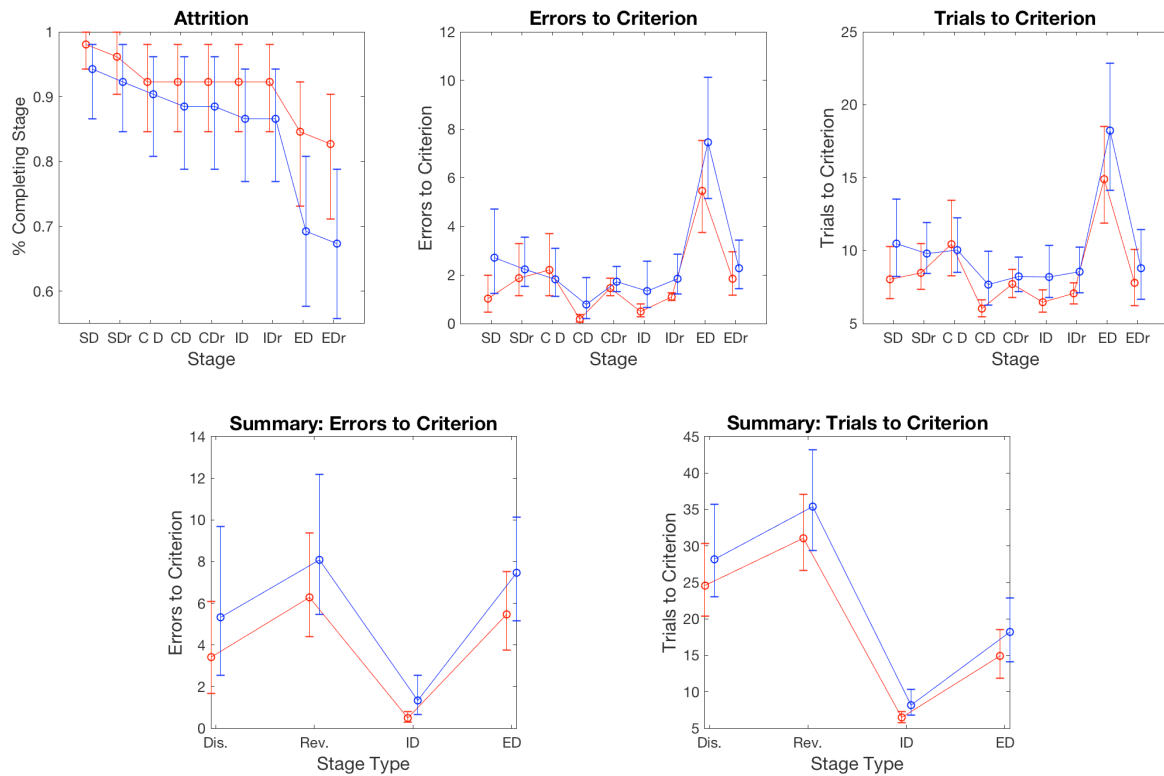 Attrition
% Completing Stage
1
0.9
0.8
0.7
0.6
SD SDr C D CD CDr ID IDr ED EDr
Stage
Errors to Criterion
Errors to Criterion
12
10
8
6
4
2
0
SD SDr C D CD CDr ID IDr ED EDr
Stage
Trials to Criterion
Trials to Criterion
25
20
15
10
5
SD SDr C D CD CDr ID IDr ED EDr
Stage
Summary: Errors to Criterion
Errors to Criterion
14
12
10
8
6
4
2
0
Dis. Rev. ID ED
Stage Type
Summary: Trials to Criterion
Trials to Criterion
45
40
35
30
25
20
15
10
5
Dis. Rev. ID ED
Stage Type